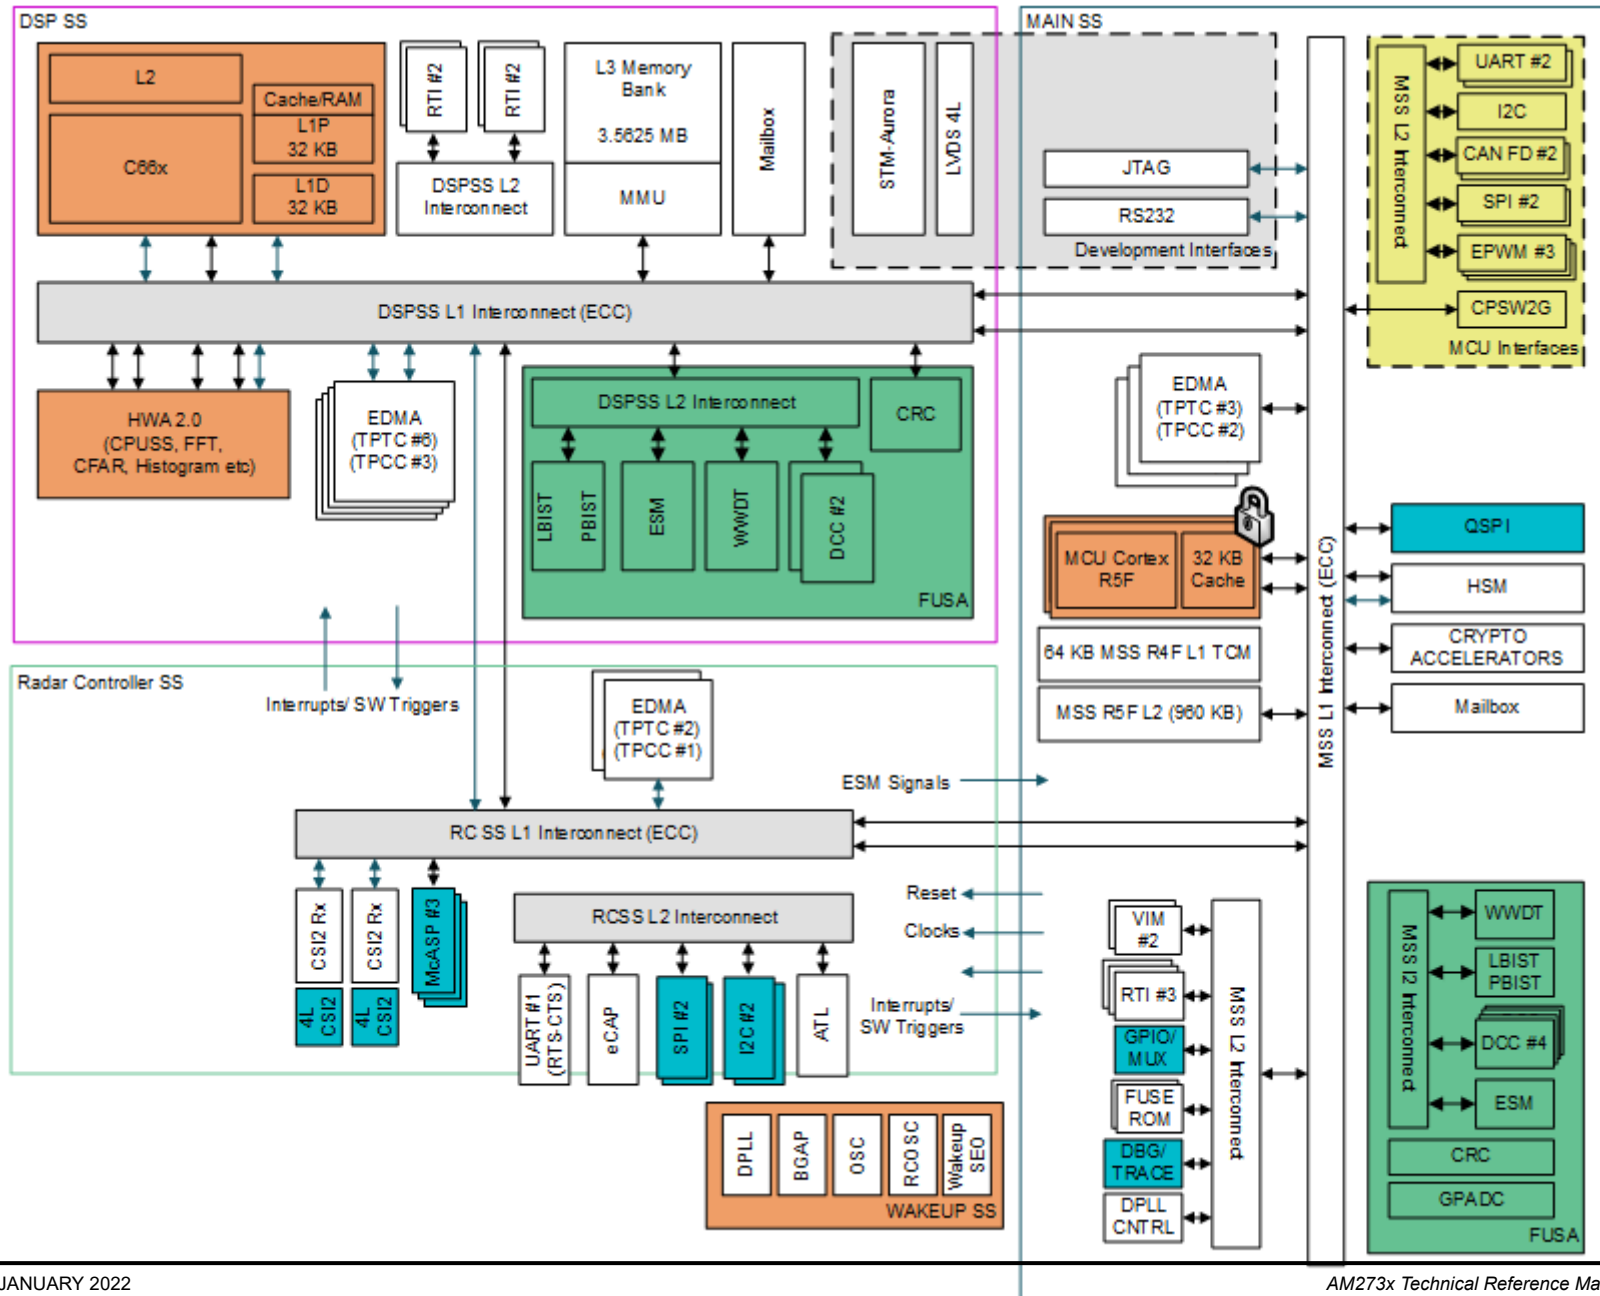 DSP SS
L2
Cache/RAM
L1P
32 KB
C66x
L1D
32 KB
RTI #2
RTI #2
DSPSS L2
Interconnect
L3 Memory
Bank
3.5625 MB
MMU
Mailbox
DSPSS L1 Interconnect (ECC)
HWA 2.0
(CPUSS, FFT,
CFAR, Histogram etc)
EDMA
(TPTC #6)
(TPCC #3)
DSPSS L2 Interconnect
CRC
LBIST
PBIST
ESM
WWDT
DCC #2
FUSA
MAIN SS
STM-Aurora
LVDS 4L
JTAG
RS232
Development Interfaces
MSS L2 Interconnect
UART #2
I2C
CAN FD #2
SPI #2
EPWM #3
CPSW2G
MCU Interfaces
EDMA
(TPTC #3)
(TPCC #2)
MCU Cortex
R5F
32 KB
Cache
64 KB MSS R4F L1 TCM
MSS R5F L2 (960 KB)
MSS L1 Interconnect (ECC)
QSPI
HSM
CRYPTO
ACCELERATORS
Mailbox
Radar Controller SS
Interrupts/ SW Triggers
EDMA
(TPTC #2)
(TPCC #1)
ESM Signals
RC SS L1 Interconnect (ECC)
CSI2 Rx
4L
CSI2
CSI2 Rx
4L
CSI2
McASP #3
RCSS L2 Interconnect
UART #1
(RTS-CTS)
eCAP
SPI #2
I2C #2
ATL
Reset
Clocks
Interrupts/
SW Triggers
VIM
#2
RTI #3
GPIO/
MUX
FUSE
ROM
DBG/
TRACE
DPLL
CNTRL
MSS L2 Interconnect
MSS I2 Interconnect
WWDT
LBIST
PBIST
DCC #4
ESM
CRC
GPADC
FUSA
DPLL
BGAP
OSC
RCOSC
Wakeup
SEO
WAKEUP SS
JANUARY 2022
AM273x Technical Reference Ma